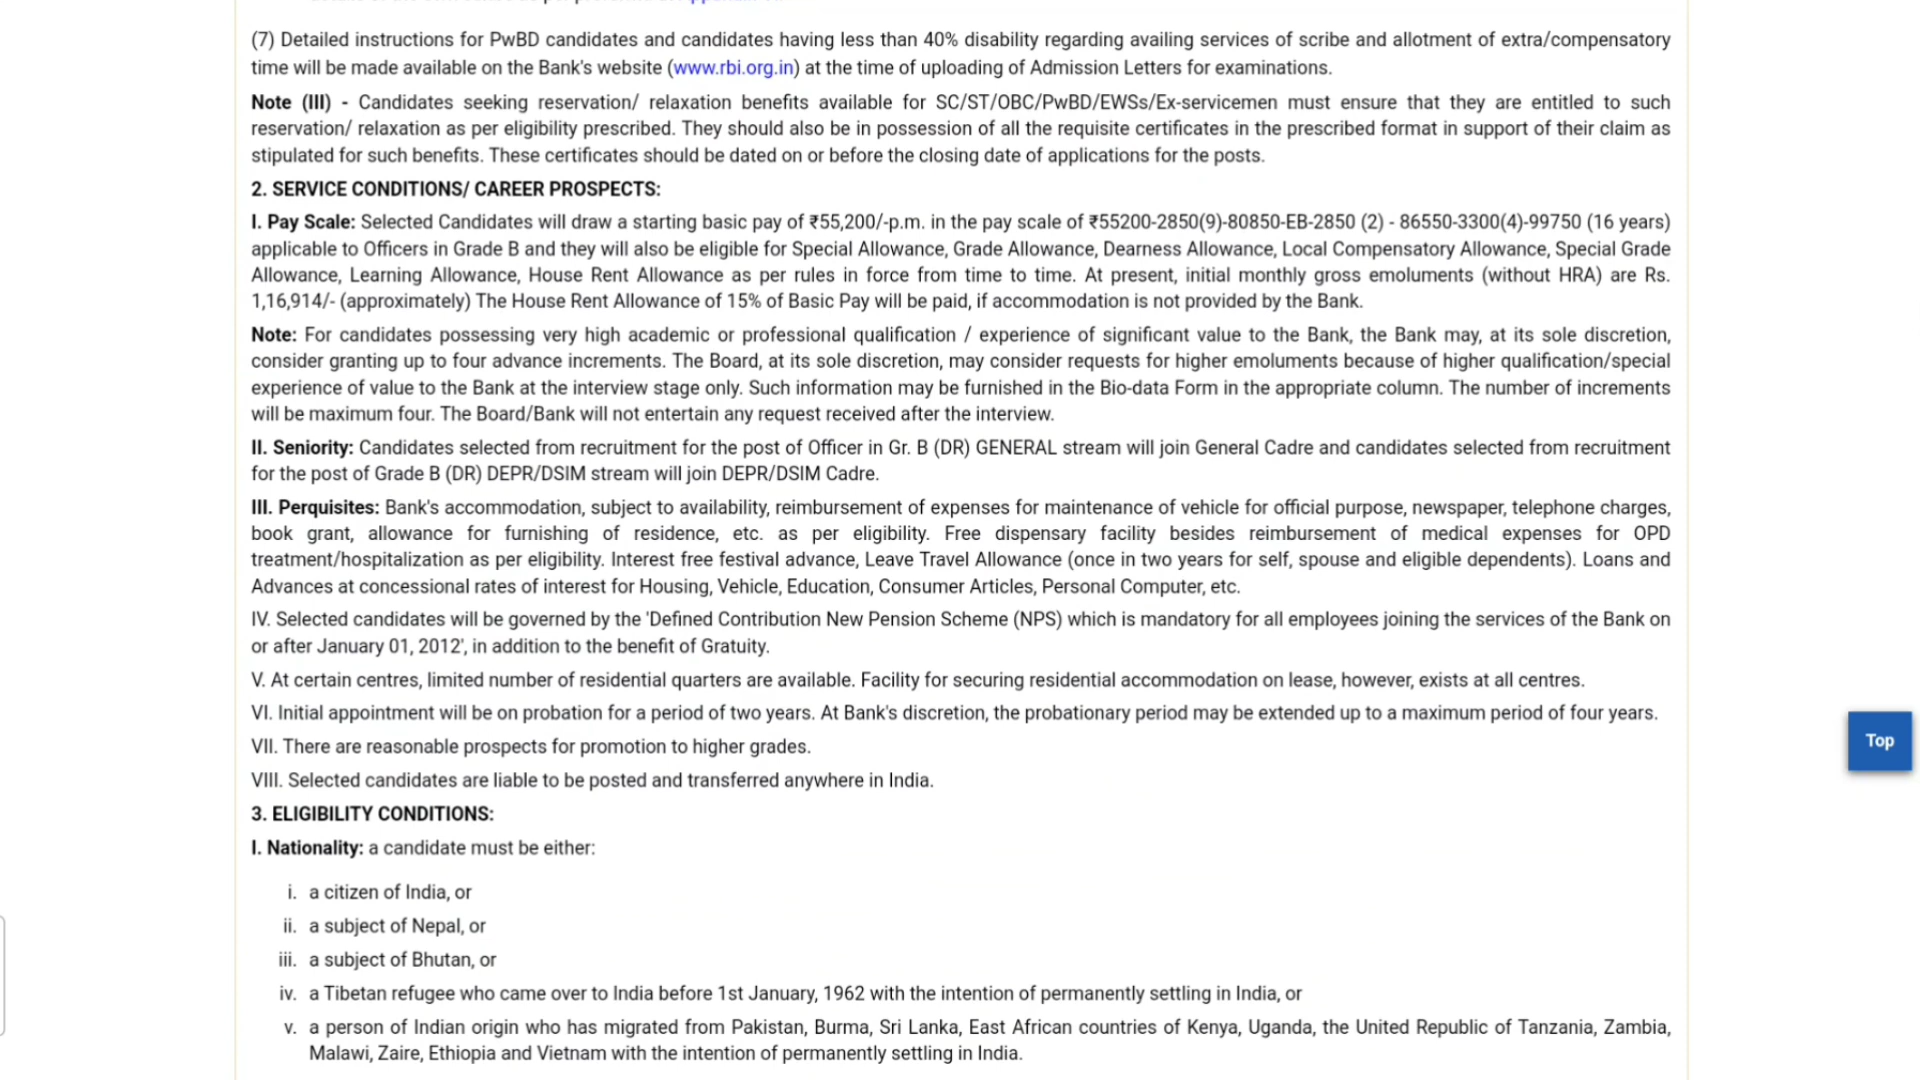 (7) Detailed instructions for PwBD candidates and candidates having less than 40% disability regarding availing services of scribe and allotment of extra/compensatory
time will be made available on the Bank's website (www.rbi.org.in) at the time of uploading of Admission Letters for examinations.
Note (III) - Candidates seeking reservation/ relaxation benefits available for SC/ST/OBC/PwBD/EWSs/Ex-servicemen must ensure that they are entitled to such
reservation/ relaxation as per eligibility prescribed. They should also be in possession of all the requisite certificates in the prescribed format in support of their claim as
stipulated for such benefits. These certificates should be dated on or before the closing date of applications for the posts.
2. SERVICE CONDITIONS/ CAREER PROSPECTS:
I. Pay Scale: Selected Candidates will draw a starting basic pay of ₹55,200/-p.m. in the pay scale of ₹55200-2850(9)-80850-EB-2850 (2) - 86550-3300(4)-99750 (16 years)
applicable to Officers in Grade B and they will also be eligible for Special Allowance, Grade Allowance, Dearness Allowance, Local Compensatory Allowance, Special Grade
Allowance, Learning Allowance, House Rent Allowance as per rules in force from time to time. At present, initial monthly gross emoluments (without HRA) are Rs.
1,16,914/- (approximately) The House Rent Allowance of 15% of Basic Pay will be paid, if accommodation is not provided by the Bank.
Note: For candidates possessing very high academic or professional qualification / experience of significant value to the Bank, the Bank may, at its sole discretion,
consider granting up to four advance increments. The Board, at its sole discretion, may consider requests for higher emoluments because of higher qualification/special
experience of value to the Bank at the interview stage only. Such information may be furnished in the Bio-data Form in the appropriate column. The number of increments
will be maximum four. The Board/Bank will not entertain any request received after the interview.
II. Seniority: Candidates selected from recruitment for the post of Officer in Gr. B (DR) GENERAL stream will join General Cadre and candidates selected from recruitment
for the post of Grade B (DR) DEPR/DSIM stream will join DEPR/DSIM Cadre.
III. Perquisites: Bank's accommodation, subject to availability, reimbursement of expenses for maintenance of vehicle for official purpose, newspaper, telephone charges,
book grant, allowance for furnishing of residence, etc. as per eligibility. Free dispensary facility besides reimbursement of medical expenses for OPD
treatment/hospitalization as per eligibility. Interest free festival advance, Leave Travel Allowance (once in two years for self, spouse and eligible dependents). Loans and
Advances at concessional rates of interest for Housing, Vehicle, Education, Consumer Articles, Personal Computer, etc.
IV. Selected candidates will be governed by the 'Defined Contribution New Pension Scheme (NPS) which is mandatory for all employees joining the services of the Bank on
or after January 01, 2012', in addition to the benefit of Gratuity.
V. At certain centres, limited number of residential quarters are available. Facility for securing residential accommodation on lease, however, exists at all centres.
VI. Initial appointment will be on probation for a period of two years. At Bank's discretion, the probationary period may be extended up to a maximum period of four years.
Top
VII. There are reasonable prospects for promotion to higher grades.
VIII. Selected candidates are liable to be posted and transferred anywhere in India.
3. ELIGIBILITY CONDITIONS:
I. Nationality: a candidate must be either:
i. a citizen of India, or
ii. a subject of Nepal, or
iii. a subject of Bhutan, or
iv. a Tibetan refugee who came over to India before 1st January, 1962 with the intention of permanently settling in India, or
v. a person of Indian origin who has migrated from Pakistan, Burma, Sri Lanka, East African countries of Kenya, Uganda, the United Republic of Tanzania, Zambia,
Malawi, Zaire, Ethiopia and Vietnam with the intention of permanently settling in India.